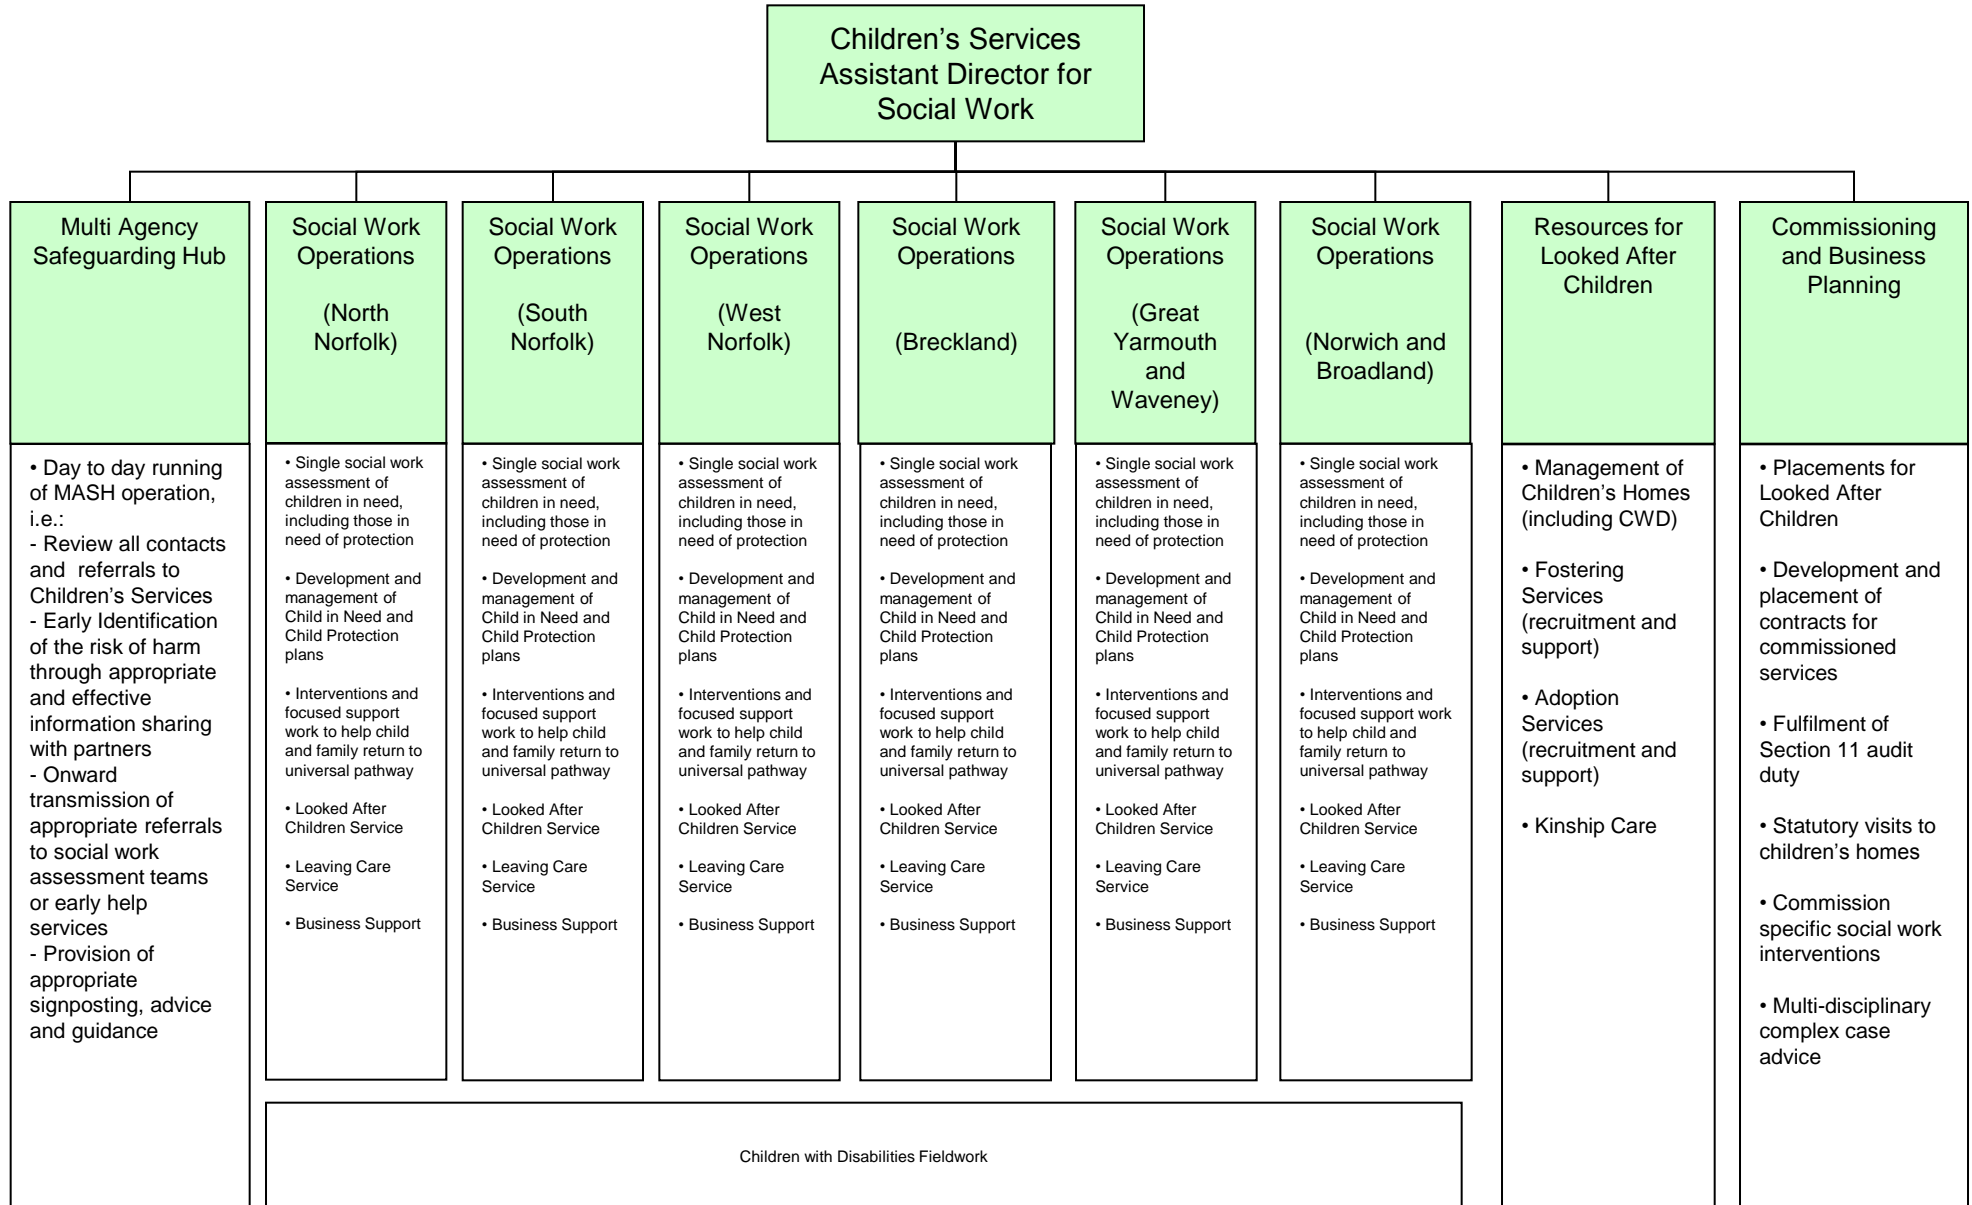 Children's Services
Assistant Director for
Social Work
Multi Agency
Safeguarding Hub
• Day to day running
of MASH operation,
i.e.:
- Review all contacts
and  referrals to
Children's Services
- Early Identification
of the risk of harm
through appropriate
and effective
information sharing
with partners
- Onward
transmission of
appropriate referrals
to social work
assessment teams
or early help
services
- Provision of
appropriate
signposting, advice
and guidance
Social Work
Operations
(North
Norfolk)
• Single social work
assessment of
children in need,
including those in
need of protection
• Development and
management of
Child in Need and
Child Protection
plans
• Interventions and
focused support
work to help child
and family return to
universal pathway
• Looked After
Children Service
• Leaving Care
Service
• Business Support
Social Work
Operations
(South
Norfolk)
• Single social work
assessment of
children in need,
including those in
need of protection
• Development and
management of
Child in Need and
Child Protection
plans
• Interventions and
focused support
work to help child
and family return to
universal pathway
• Looked After
Children Service
• Leaving Care
Service
• Business Support
Social Work
Operations
(West
Norfolk)
• Single social work
assessment of
children in need,
including those in
need of protection
• Development and
management of
Child in Need and
Child Protection
plans
• Interventions and
focused support
work to help child
and family return to
universal pathway
• Looked After
Children Service
• Leaving Care
Service
• Business Support
Social Work
Operations
(Breckland)
• Single social work
assessment of
children in need,
including those in
need of protection
• Development and
management of
Child in Need and
Child Protection
plans
• Interventions and
focused support
work to help child
and family return to
universal pathway
• Looked After
Children Service
• Leaving Care
Service
• Business Support
Social Work
Operations
(Great
Yarmouth
and
Waveney)
• Single social work
assessment of
children in need,
including those in
need of protection
• Development and
management of
Child in Need and
Child Protection
plans
• Interventions and
focused support
work to help child
and family return to
universal pathway
• Looked After
Children Service
• Leaving Care
Service
• Business Support
Social Work
Operations
(Norwich and
Broadland)
• Single social work
assessment of
children in need,
including those in
need of protection
• Development and
management of
Child in Need and
Child Protection
plans
• Interventions and
focused support work
to help child and
family return to
universal pathway
• Looked After
Children Service
• Leaving Care
Service
• Business Support
Children with Disabilities Fieldwork
Resources for
Looked After
Children
• Management of
Children's Homes
(including CWD)
• Fostering
Services
(recruitment and
support)
• Adoption
Services
(recruitment and
support)
• Kinship Care
Commissioning
and Business
Planning
• Placements for
Looked After
Children
• Development and
placement of
contracts for
commissioned
services
• Fulfilment of
Section 11 audit
duty
• Statutory visits to
children's homes
• Commission
specific social work
interventions
• Multi-disciplinary
complex case
advice